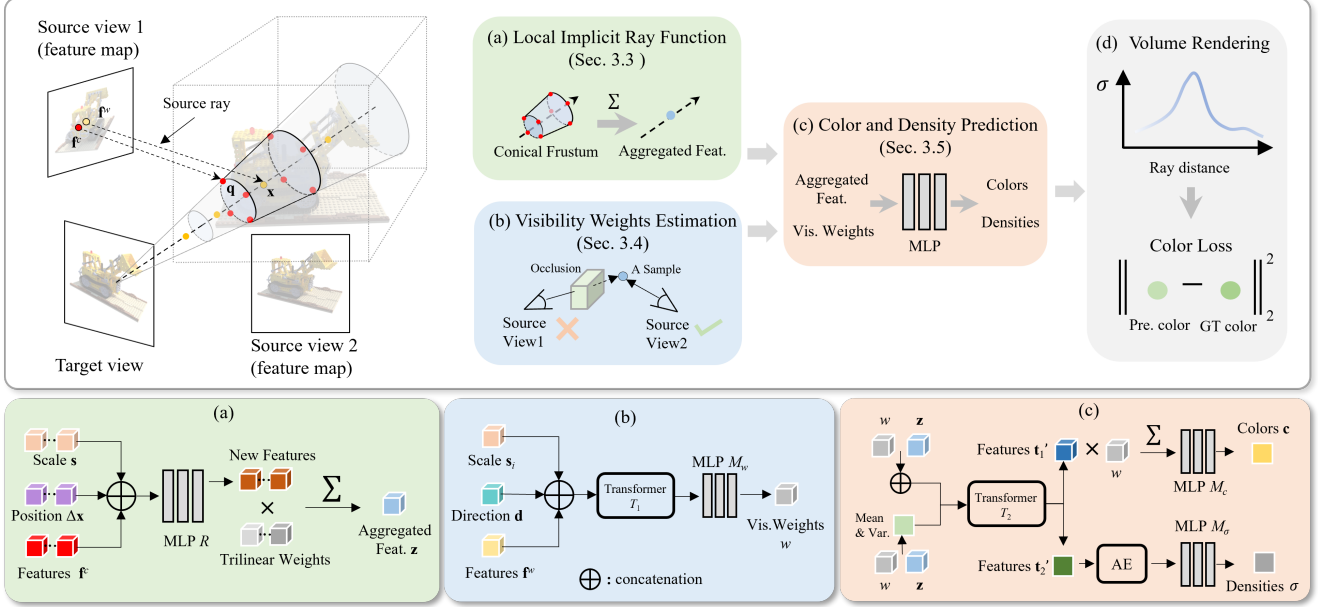 Source view 1
(feature map)
f^w
f^c
Source ray
q
x
Target view
Source view 2
(feature map)
(a) Local Implicit Ray Function
(Sec. 3.3 )
Σ
Conical Frustum
Aggregated Feat.
(b) Visibility Weights Estimation
(Sec. 3.4)
Occlusion
A Sample
Source
View1
Source
View2
(c) Color and Density Prediction
(Sec. 3.5)
Aggregated
Feat.
Vis. Weights
MLP
Colors
Densities
(d) Volume Rendering
σ
Ray distance
Color Loss
2
2
Pre. color
GT color
(a)
Scale s
Position Δx
Features f^c
MLP R
New Features
×
Trilinear Weights
Σ
Aggregated
Feat. z
(b)
Scale s_i
Direction d
Features f^w
Transformer
T_1
MLP M_w
Vis.Weights
w
⊕ : concatenation
(c)
w z
Mean
& Var.
w z
Transformer
T_2
Features t_1'
×
w
Σ
MLP M_c
Colors c
Features t_2'
AE
MLP M_σ
Densities σ